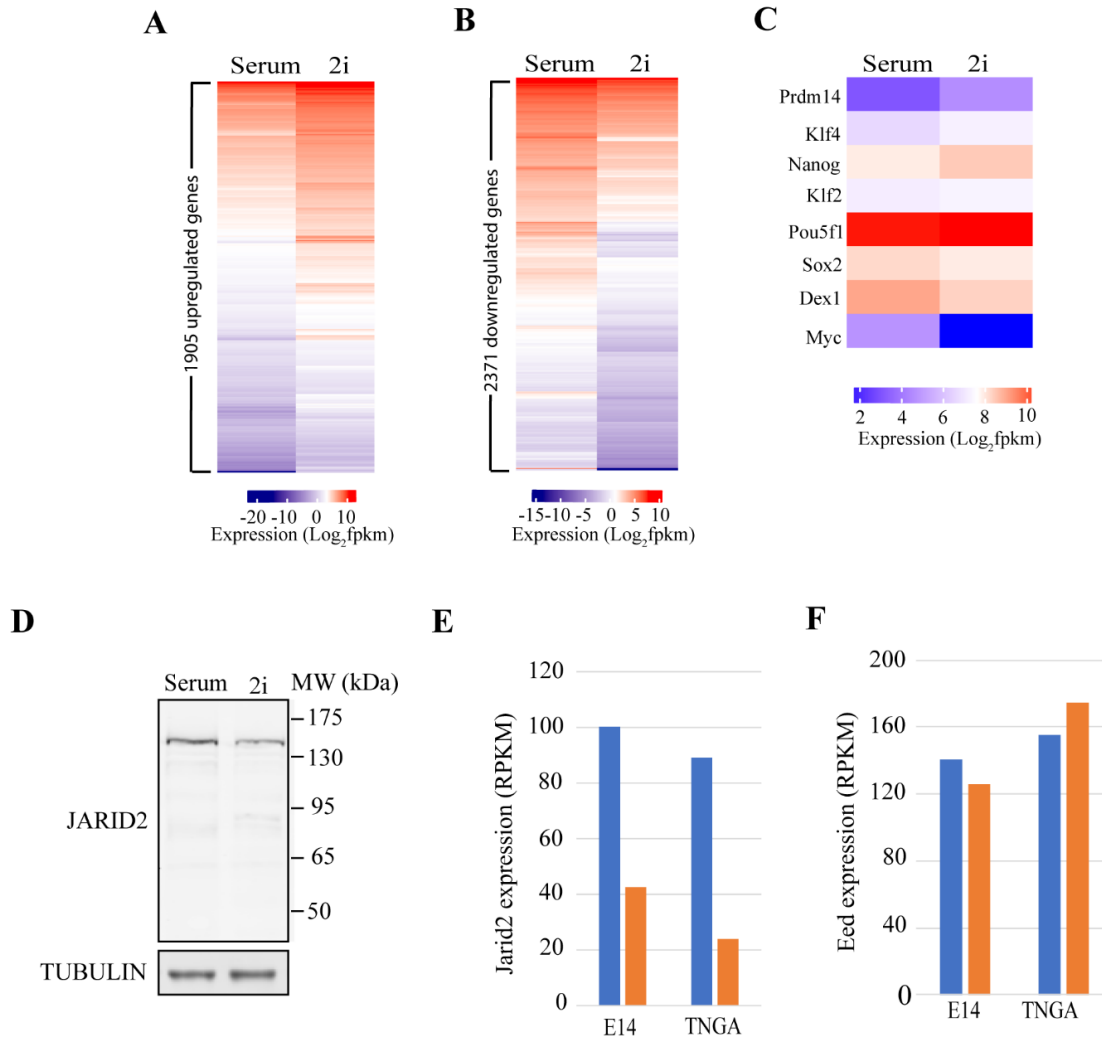 A
Serum 2i
1905 upregulated genes
-20 -10 0 10
Expression (Log₂fpkm)
B
Serum 2i
2371 downregulated genes
-15 -10 -5 0 5 10
Expression (Log₂fpkm)
C
Serum 2i
Prdm14
Klf4
Nanog
Klf2
Pou5f1
Sox2
Dex1
Myc
2 4 6 8 10
Expression (Log₂fpkm)
D
Serum 2i MW (kDa)
175
130
95
JARID2
65
50
TUBULIN
E
Jarid2 expression (RPKM)
120
100
80
60
40
20
0
E14 TNGA
F
Eed expression (RPKM)
200
160
120
80
40
0
E14 TNGA